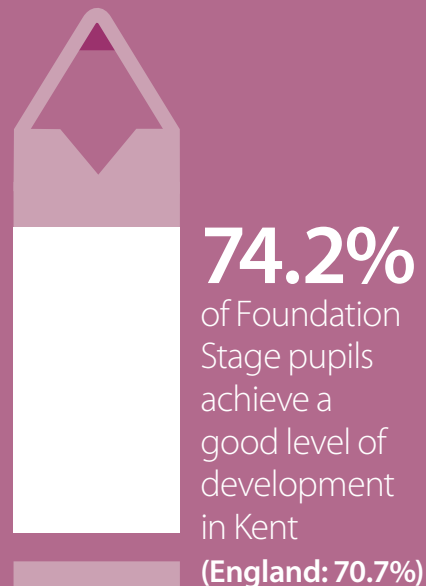 74.2%
of Foundation
Stage pupils
achieve a
good level of
development
in Kent
(England: 70.7%)